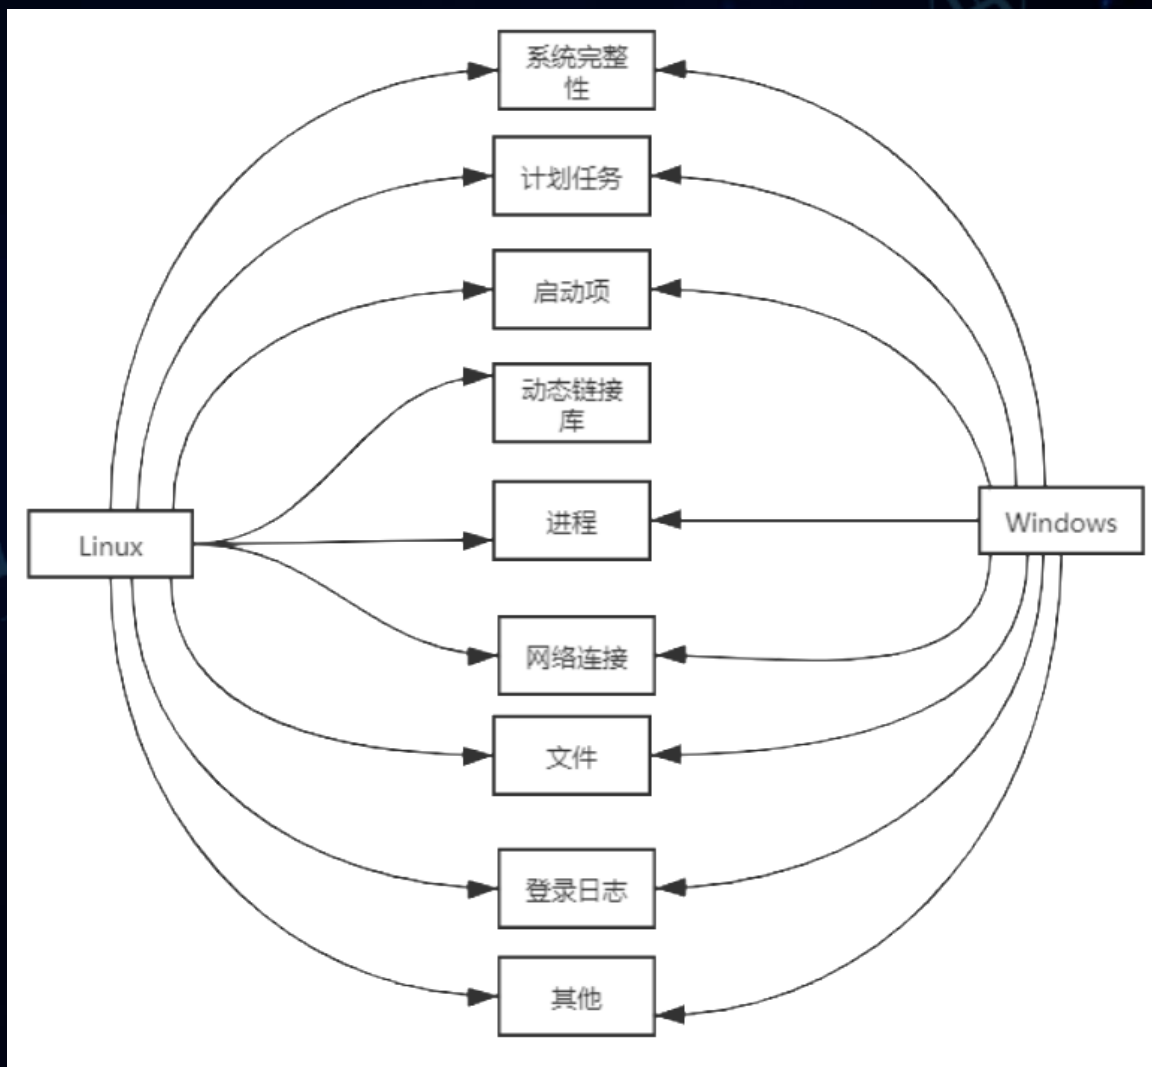 系统完整
性
计划任务
启动项
动态链接
库
进程
Linux
Windows
网络连接
文件
登录日志
其他